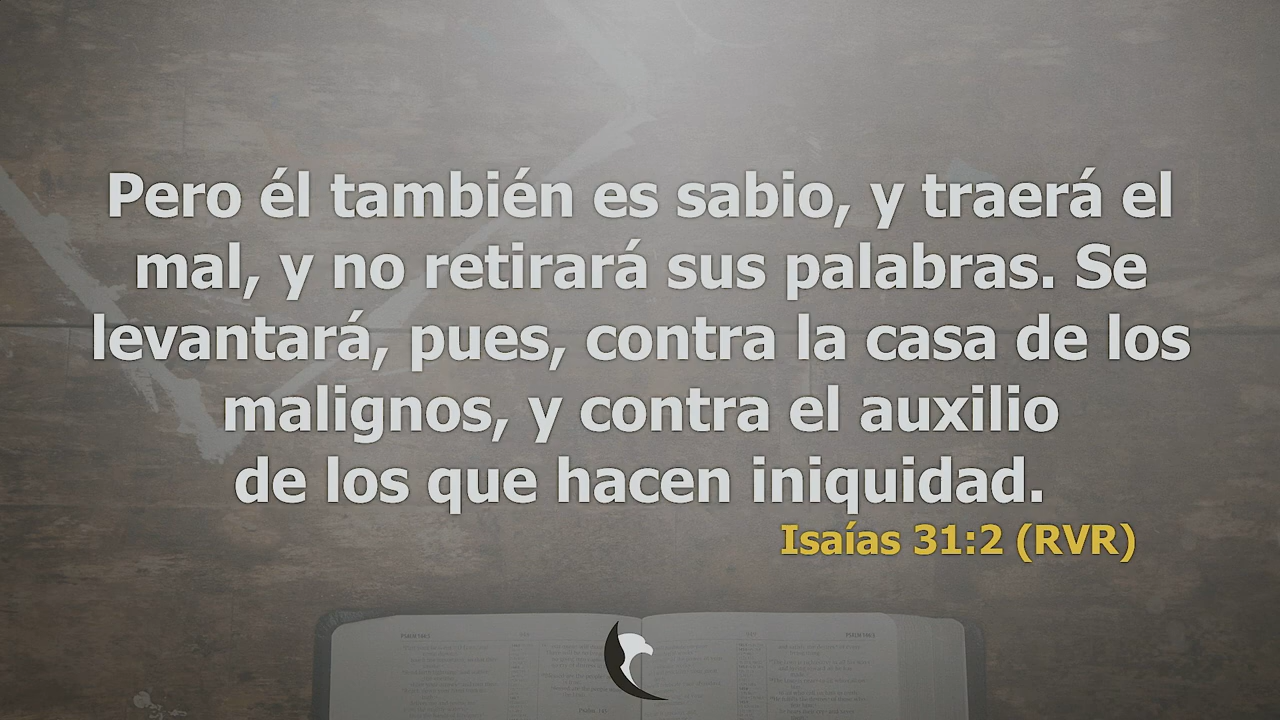 Pero él también es sabio, y traerá el
mal, y no retirará sus palabras. Se
levantará, pues, contra la casa de los
malignos, y contra el auxilio
de los que hacen iniquidad.
Isaías 31:2 (RVR)